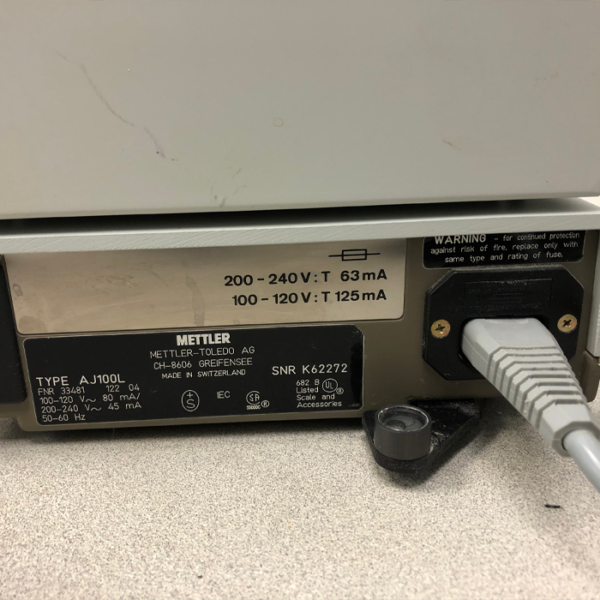 WARNING - for continued protection
against risk of fire, replace only with
same type and rating of fuse.
200-240V: T 63mA
100-120V: T 125mA
METTLER
METTLER-TOLEDO AG
CH-8606 GREIFENSEE
MADE IN SWITZERLAND
SNR K62272
TYPE AJ100L
FNR 33481 122 04
100-120 V~ 80 mA/
200-240 V~ 45 mA
50-60 Hz
S
IEC
SA
682 B UL
Listed
Scale and
Accessories